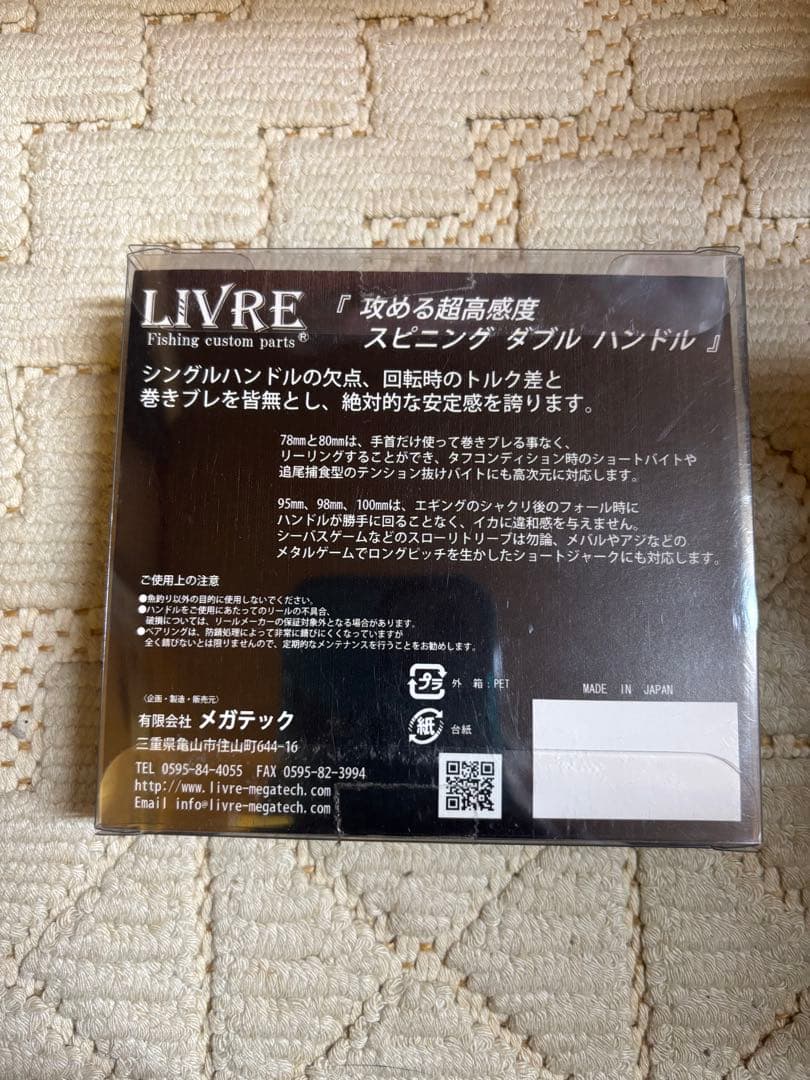 LIVRE
Fishing custom parts®
『 攻める超高感度
スピニング ダブル ハンドル 』
シングルハンドルの欠点、回転時のトルク差と
巻きブレを皆無とし、絶対的な安定感を誇ります。
78mmと80mmは、手首だけ使って巻きブレる事なく、
リーリングすることができ、タフコンディション時のショートバイトや
追尾捕食型のテンション抜けバイトにも高次元に対応します。
95mm、98mm、100mmは、エギングのシャクリ後のフォール時に
ハンドルが勝手に回ることなく、イカに違和感を与えません。
シーバスゲームなどのスローリトリーブは勿論、メバルやアジなどの
メタルゲームでロングピッチを生かしたショートジャークにも対応します。
ご使用上の注意
●魚釣り以外の目的に使用しないでください。
●ハンドルをご使用にあたってのリールの不具合、
破損については、リールメーカーの保証対象外となる場合があります。
●ベアリングは、防錆処理によって非常に錆びにくくなっていますが
全く錆びないとは限りませんので、定期的なメンテナンスを行うことをお勧めします。
プラ 外 箱:PET
紙 台紙
MADE IN JAPAN
〈企画・製造・販売元〉
有限会社 メガテック
三重県亀山市住山町644-16
TEL 0595-84-4055 FAX 0595-82-3994
http://www.livre-megatech.com
Email info@livre-megatech.com